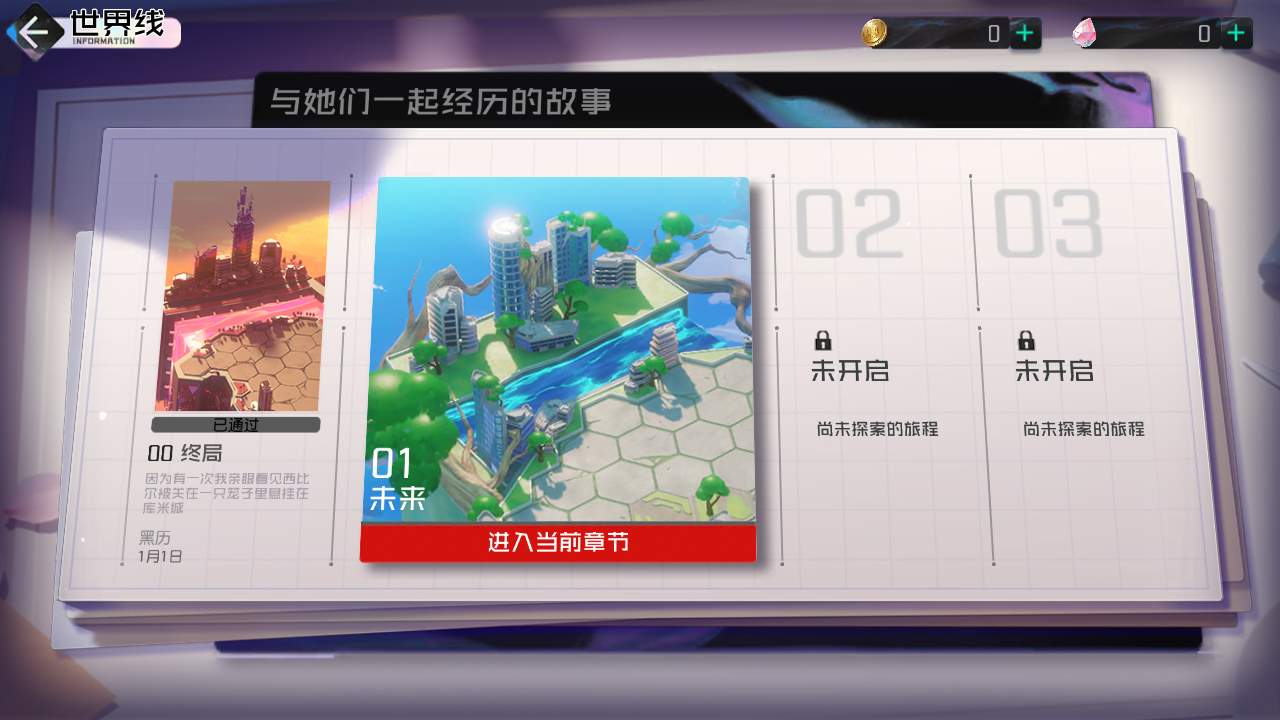 世界线
INFORMATION
0
0
与她们一起经历的故事
已通过
00 终局
因为有一次我亲眼看见西比
尔被关在一只笼子里悬挂在
库米城
黑历
1月1日
01
未来
进入当前章节
02
未开启
尚未探索的旅程
03
未开启
尚未探索的旅程